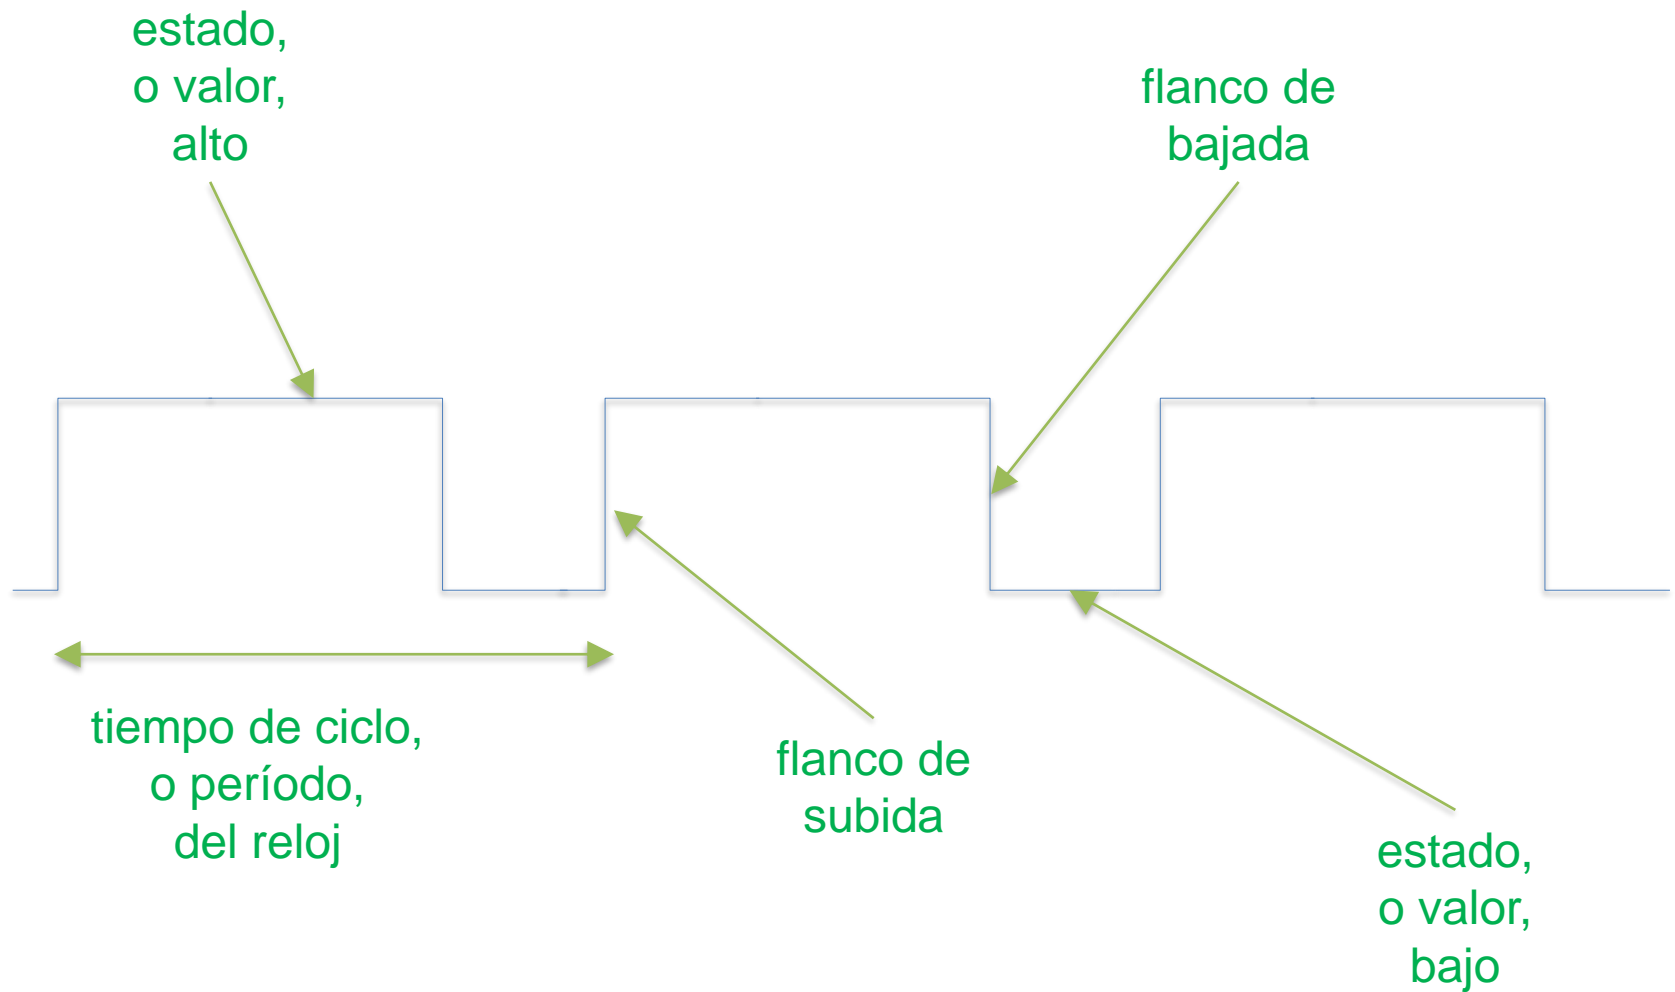 estado,
o valor,
alto
flanco de
bajada
tiempo de ciclo,
o período,
del reloj
flanco de
subida
estado,
o valor,
bajo